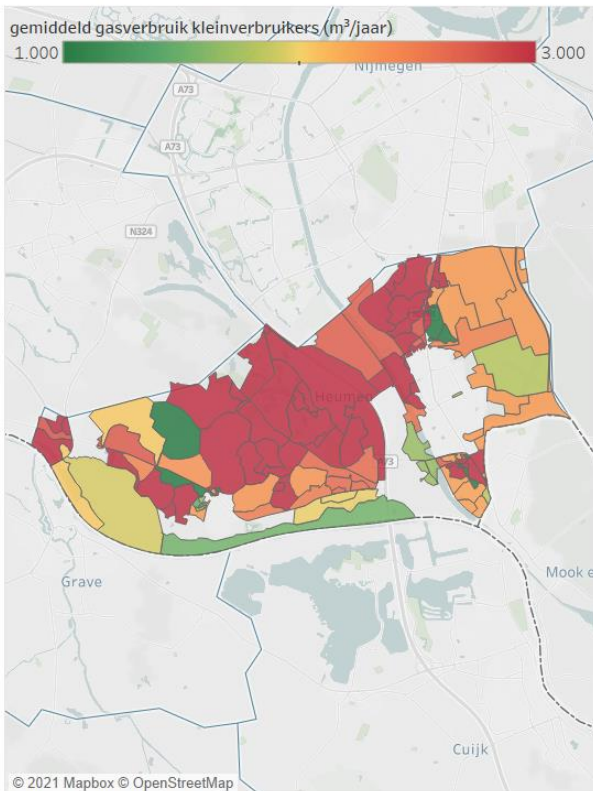 gemiddeld gasverbruik kleinverbruikers (m³/jaar)
1.000
3.000
Nijmegen
A73
A73
N324
Heumen
A73
Grave
Mook e
Cuijk
© 2021 Mapbox © OpenStreetMap